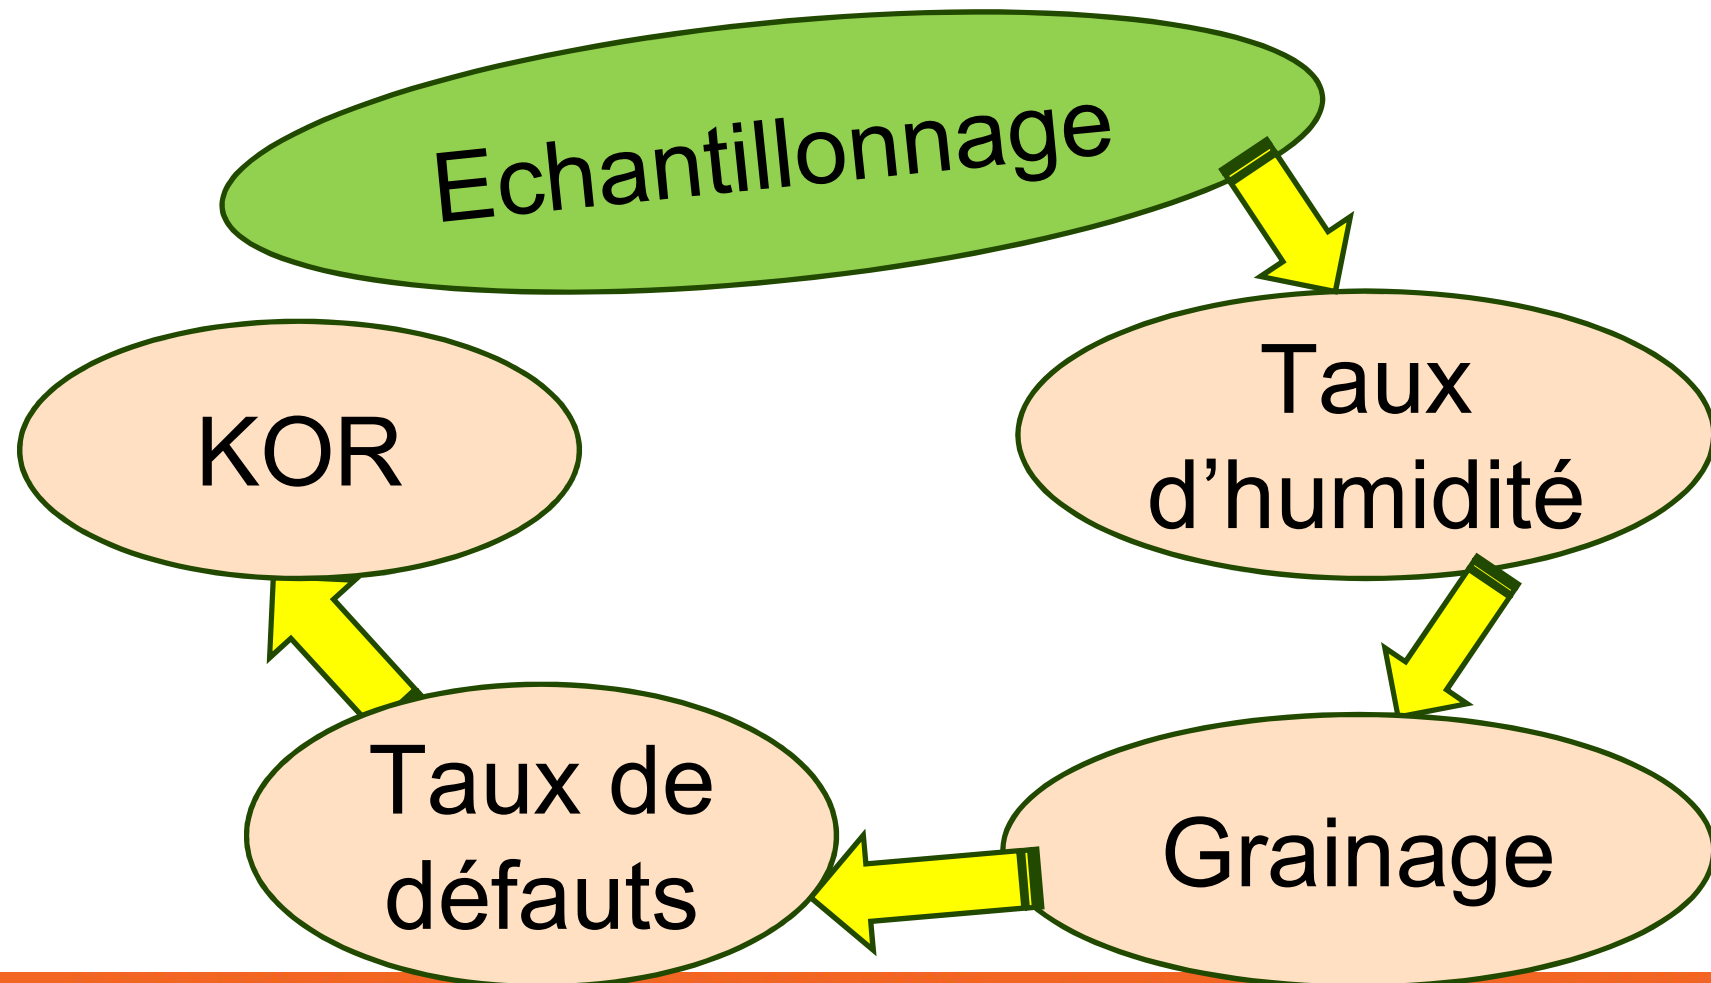 Echantillonnage
Taux
d’humidité
Grainage
Taux de
défauts
KOR